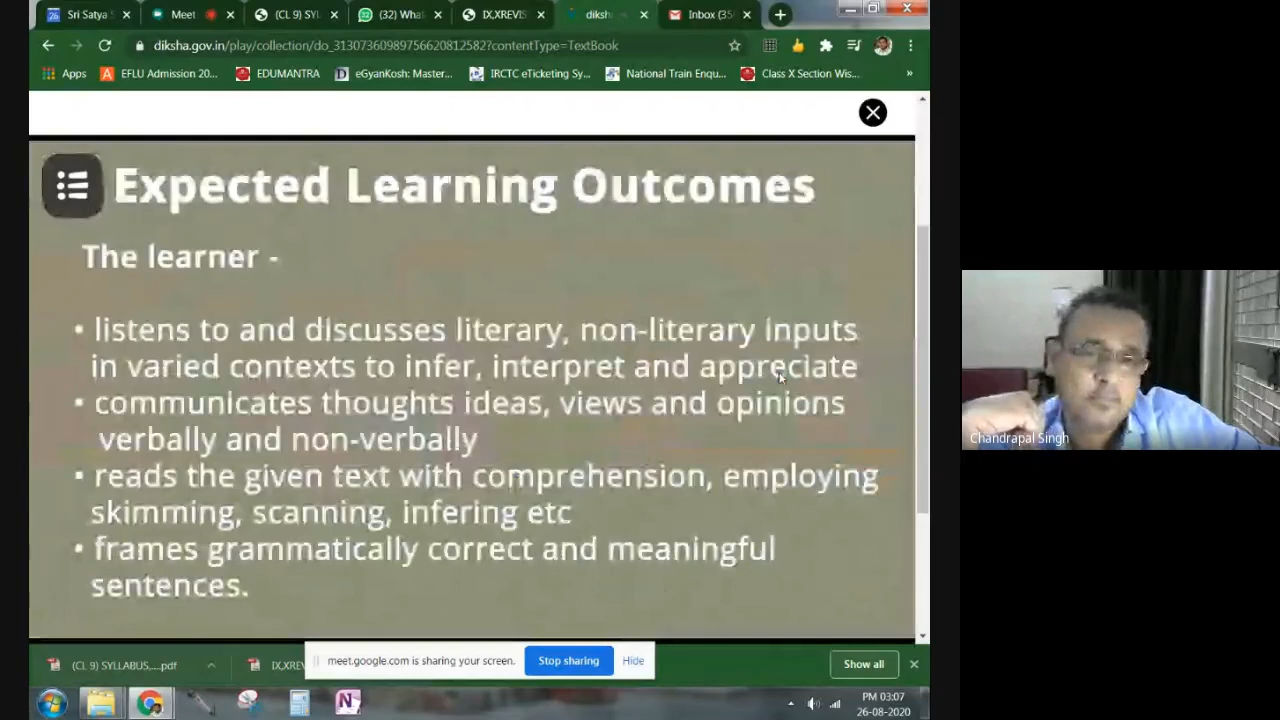 Sri Satya S
Meet
(CL 9) SYL
(32) What
IX,XREVIS
diksha
Inbox (35
diksha.gov.in/play/collection/do_31307360989756620812582?contentType=TextBook
Apps
EFLU Admission 20...
EDUMANTRA
eGyanKosh: Master...
IRCTC eTicketing Sy...
National Train Enqu...
Class X Section Wis...
»
Expected Learning Outcomes
The learner -
• listens to and discusses literary, non-literary inputs
in varied contexts to infer, interpret and appreciate
• communicates thoughts ideas, views and opinions
verbally and non-verbally
• reads the given text with comprehension, employing
skimming, scanning, infering etc
• frames grammatically correct and meaningful
sentences.
Chandrapal Singh
(CL 9) SYLLABUS,....pdf
IX,XREV
meet.google.com is sharing your screen.
Stop sharing
Hide
Show all
PM 03:07
26-08-2020